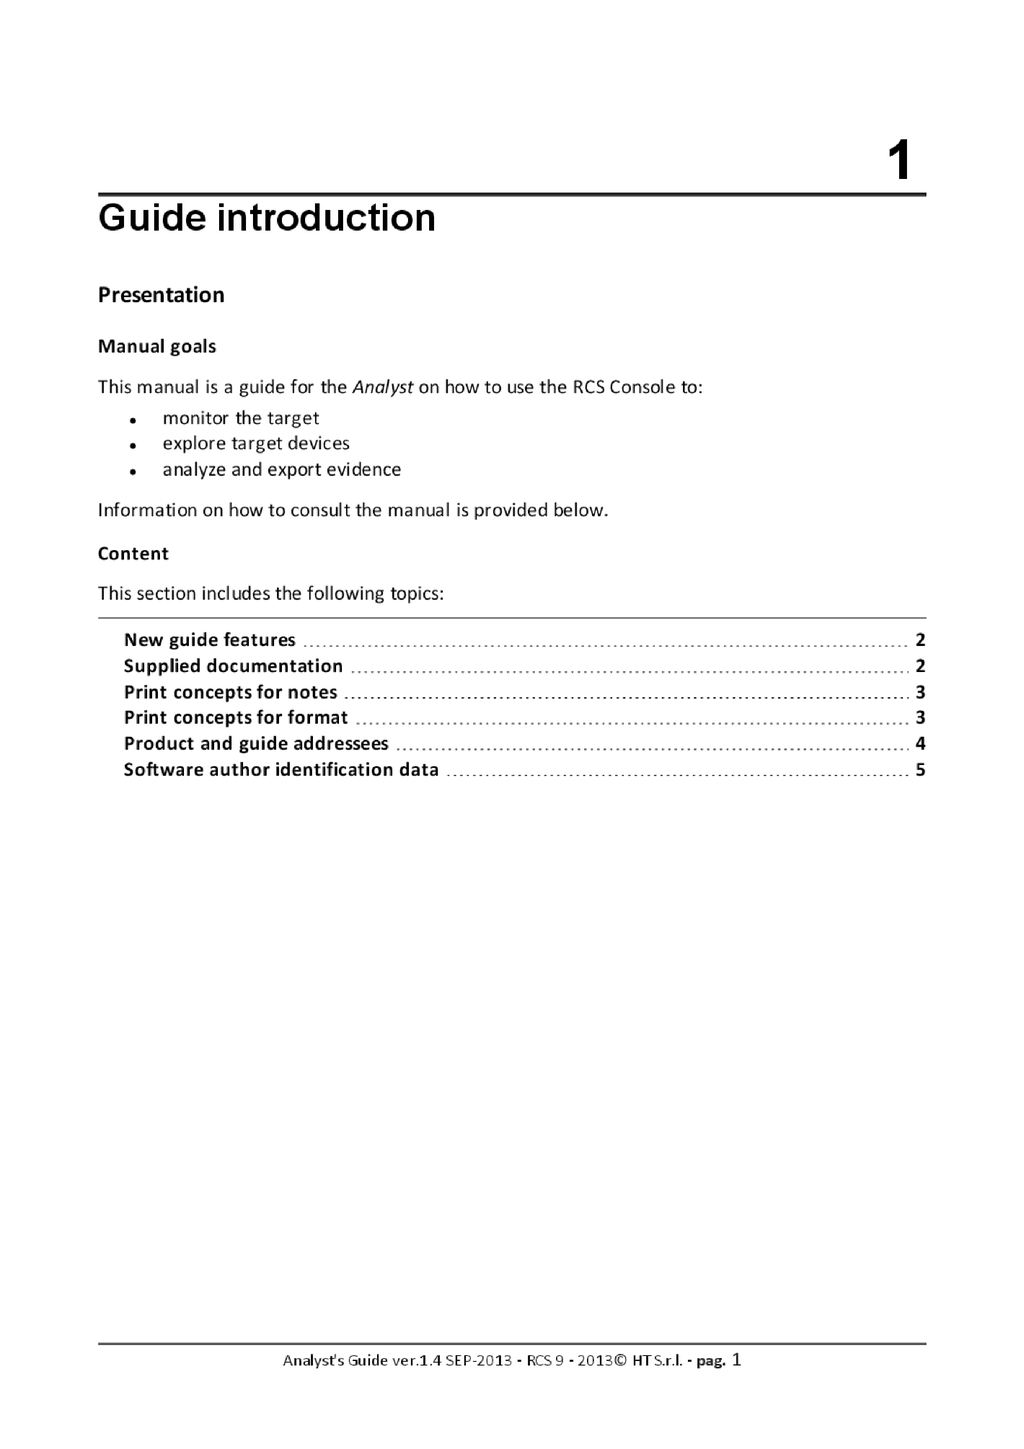 1
Guide introduction
Presentation
Manual goals
This manual is a guide for the Analyst on how to use the RCS Console to:
• monitor the target
• explore target devices
• analyze and export evidence
Information on how to consult the manual is provided below.
Content
This section includes the following topics:
New guide features 2
Supplied documentation 2
Print concepts for notes 3
Print concepts for format 3
Product and guide addressees 4
Software author identification data 5
Analyst's Guide ver.1.4 SEP-2013 - RCS 9 - 2013© HT S.r.l. - pag. 1